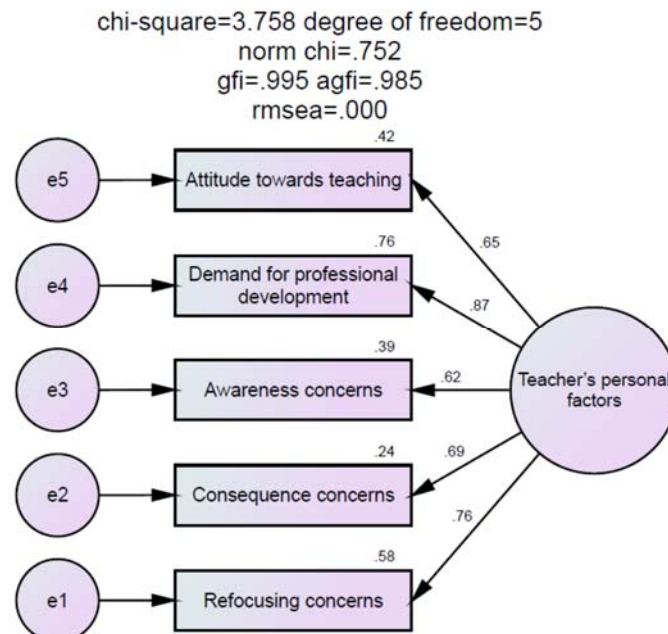 chi-square=3.758 degree of freedom=5
norm chi=.752
gfi=.995 agfi=.985
rmsea=.000
.42
e5
Attitude towards teaching
.65
.76
e4
Demand for professional
development
.87
.39
e3
Awareness concerns
.62
Teacher's personal
factors
.24
e2
Consequence concerns
.69
.58
e1
Refocusing concerns
.76